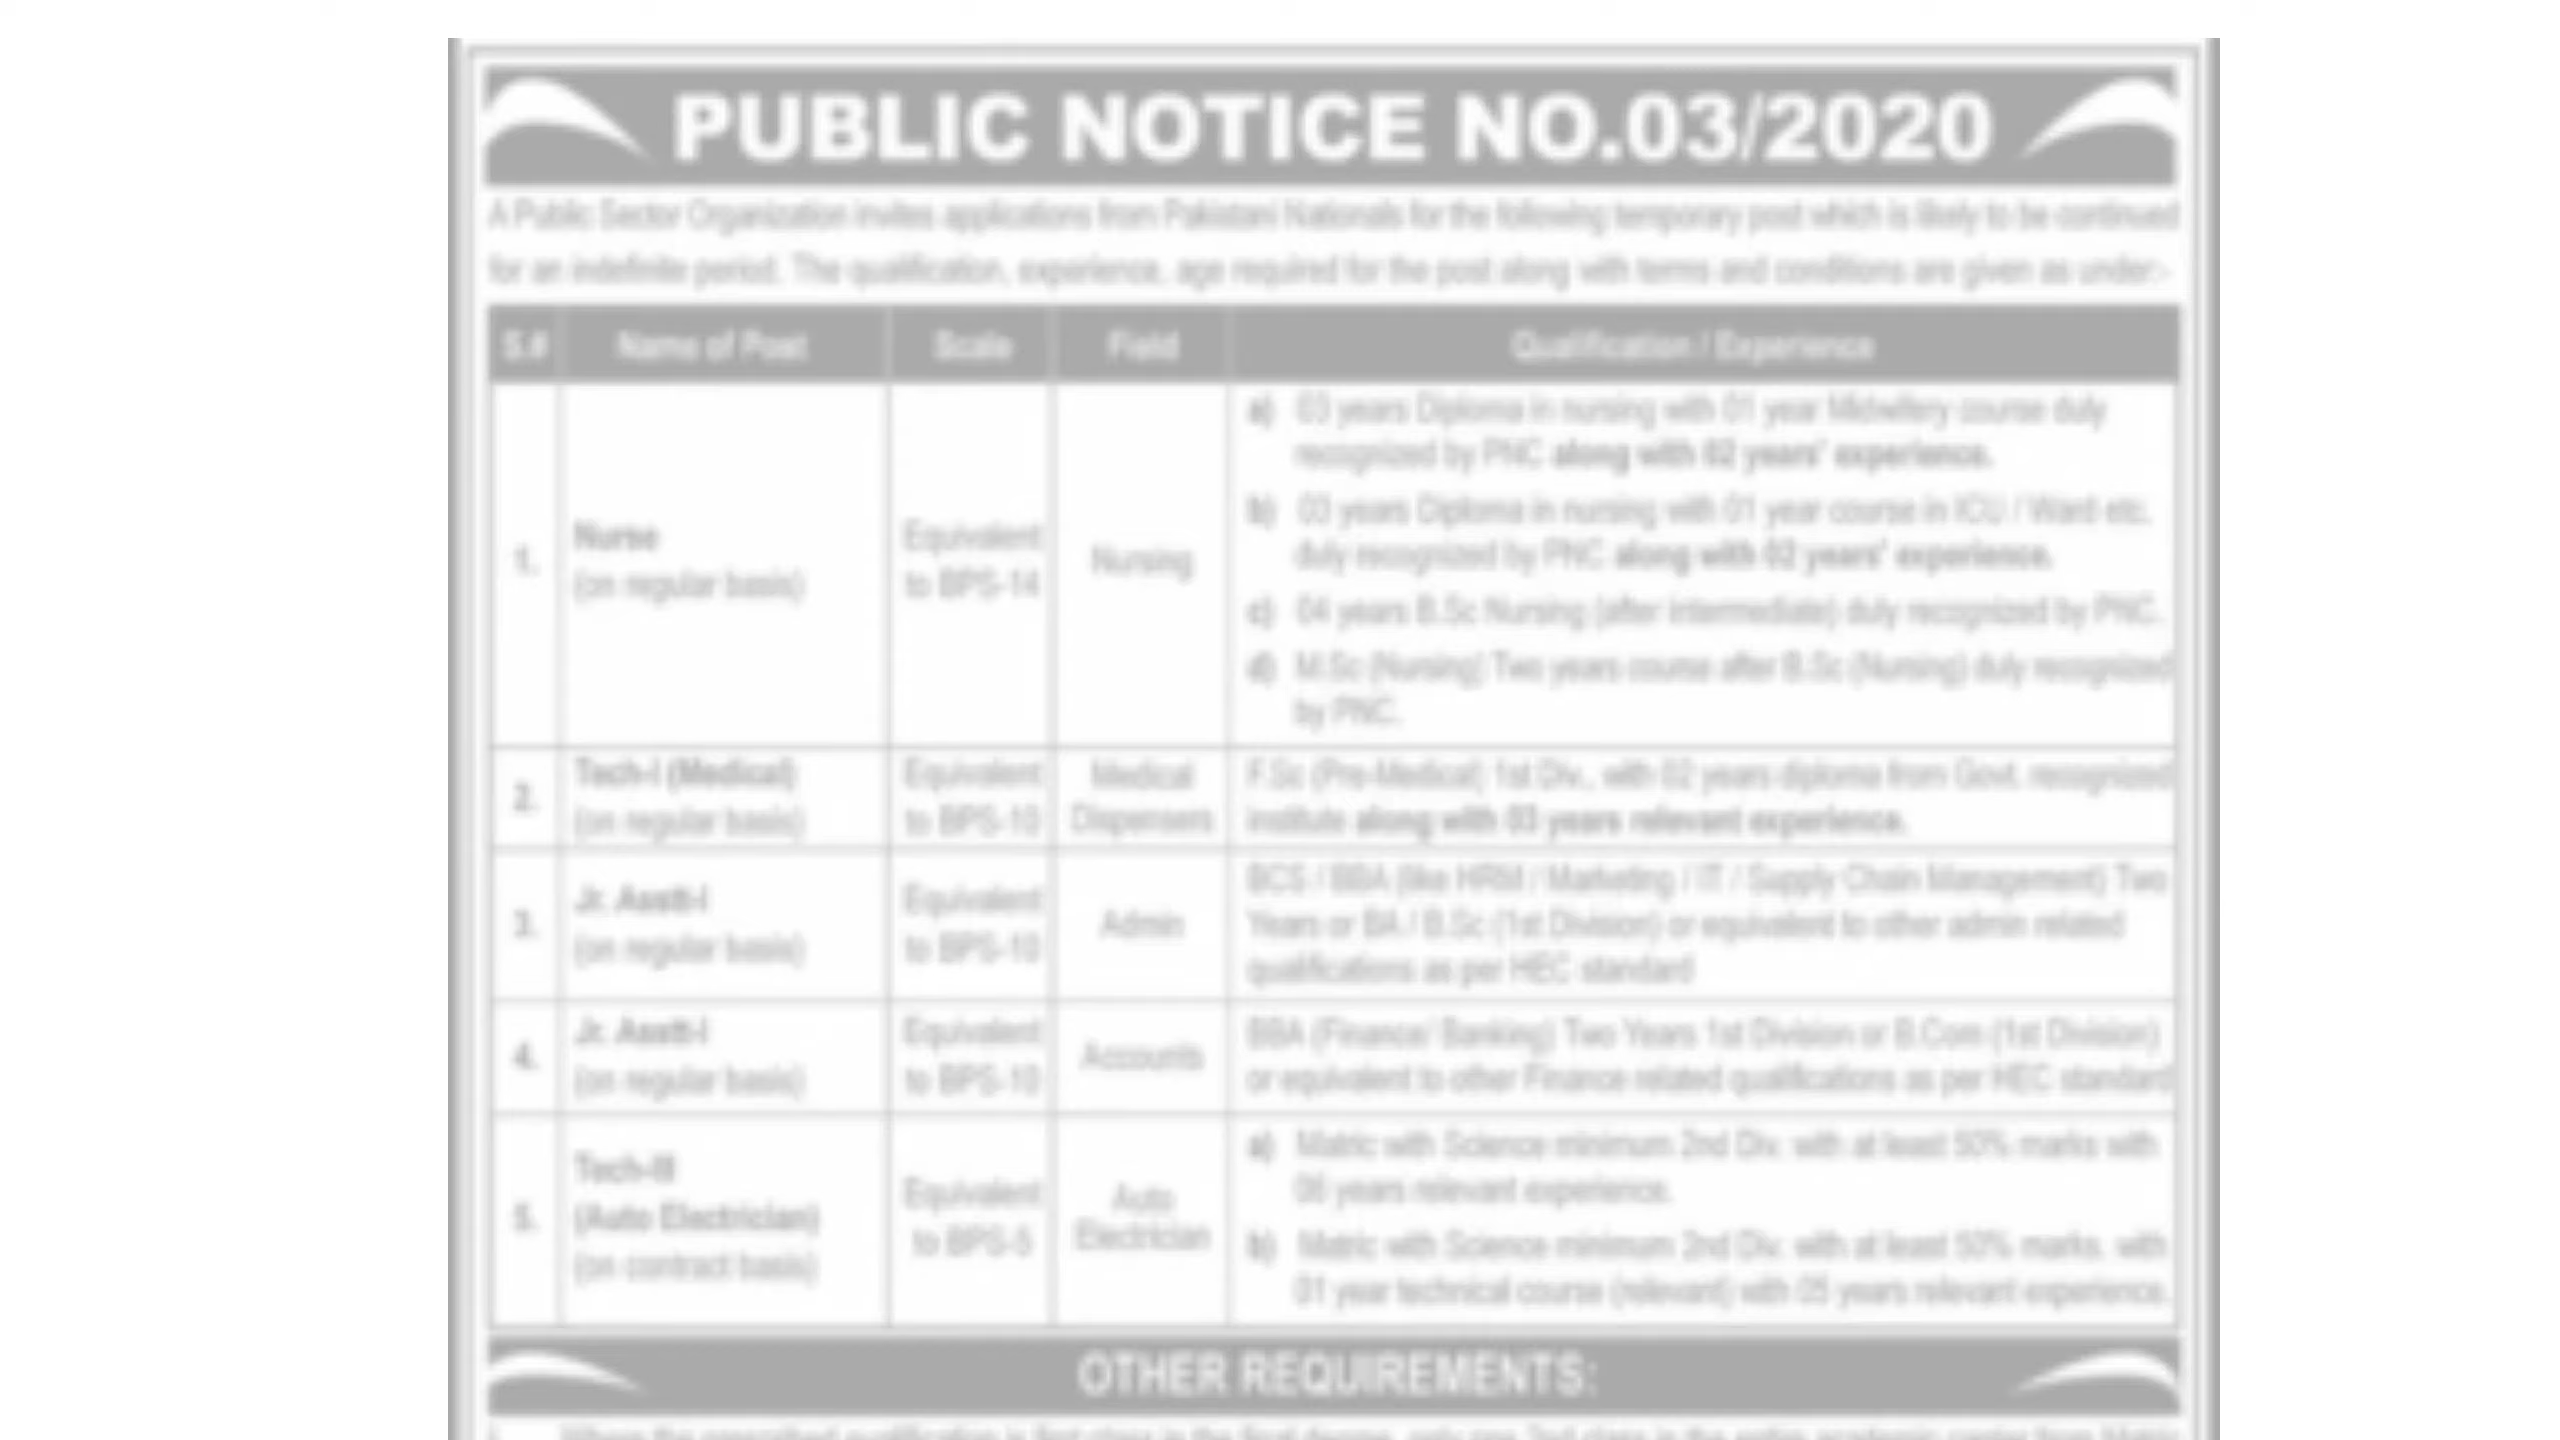 PUBLIC NOTICE NO.03/2020
A Public Sector Organization invites applications from Pakistani Nationals for the following temporary post which is likely to be continued
for an indefinite period. The qualification, experience, age required for the post along with terms and conditions are given as under:-
S.# Name of Post Scale Field Qualification / Experience
1.
Nurse
(on regular basis)
Equivalent
to BPS-14
Nursing
a) 03 years Diploma in nursing with 01 year Midwifery course duly
recognized by PNC along with 02 years' experience.
b) 03 years Diploma in nursing with 01 year course in ICU / Ward etc.
duly recognized by PNC along with 02 years' experience.
c) 04 years B.Sc Nursing (after intermediate) duly recognized by PNC.
d) M.Sc (Nursing) Two years course after B.Sc (Nursing) duly recognized
by PNC.
2.
Tech-I (Medical)
(on regular basis)
Equivalent
to BPS-10
Medical
Dispensers
F.Sc (Pre-Medical) 1st Div., with 02 years diploma from Govt. recognized
institute along with 03 years relevant experience.
3.
Jr. Asstt-I
(on regular basis)
Equivalent
to BPS-10
Admin
BCS / BBA (like HRM / Marketing / IT / Supply Chain Management) Two
Years or BA / B.Sc (1st Division) or equivalent to other admin related
qualifications as per HEC standard
4.
Jr. Asstt-I
(on regular basis)
Equivalent
to BPS-10
Accounts
BBA (Finance/ Banking) Two Years 1st Division or B.Com (1st Division)
or equivalent to other Finance related qualifications as per HEC standard
5.
Tech-III
(Auto Electrician)
(on contract basis)
Equivalent
to BPS-5
Auto
Electrician
a) Matric with Science minimum 2nd Div. with at least 50% marks with
06 years relevant experience.
b) Matric with Science minimum 2nd Div. with at least 50% marks, with
01 year technical course (relevant) with 05 years relevant experience.
OTHER REQUIREMENTS: